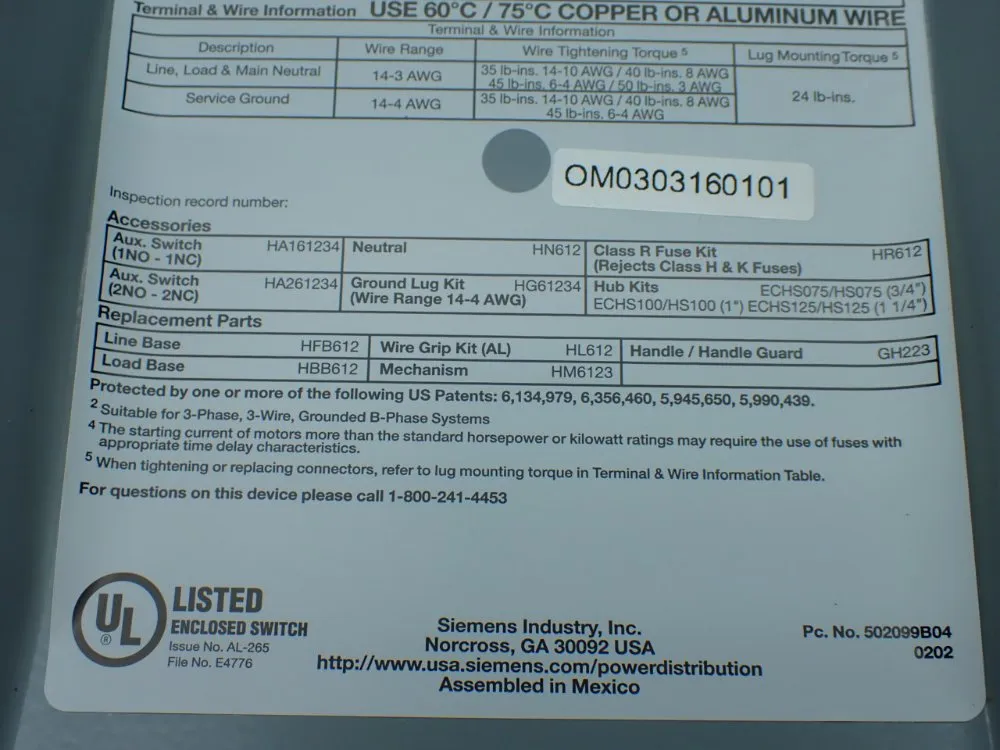 Terminal & Wire Information USE 60°C / 75°C COPPER OR ALUMINUM WIRE
Terminal & Wire Information
Description Wire Range Wire Tightening Torque 5 Lug Mounting Torque 5
Line, Load & Main Neutral 14-3 AWG 35 lb-ins. 14-10 AWG / 40 lb-ins. 8 AWG
45 lb-ins. 6-4 AWG / 50 lb-ins. 3 AWG
24 lb-ins.
Service Ground 14-4 AWG 35 lb-ins. 14-10 AWG / 40 lb-ins. 8 AWG
45 lb-ins. 6-4 AWG
OM0303160101
Inspection record number:
Accessories
Aux. Switch HA161234 Neutral HN612 Class R Fuse Kit HR612
(1NO - 1NC) (Rejects Class H & K Fuses)
Aux. Switch HA261234 Ground Lug Kit HG61234 Hub Kits ECHS075/HS075 (3/4")
(2NO - 2NC) (Wire Range 14-4 AWG) ECHS100/HS100 (1") ECHS125/HS125 (1 1/4")
Replacement Parts
Line Base HFB612 Wire Grip Kit (AL) HL612 Handle / Handle Guard GH223
Load Base HBB612 Mechanism HM6123
Protected by one or more of the following US Patents: 6,134,979, 6,356,460, 5,945,650, 5,990,439.
2 Suitable for 3-Phase, 3-Wire, Grounded B-Phase Systems
4 The starting current of motors more than the standard horsepower or kilowatt ratings may require the use of fuses with
appropriate time delay characteristics.
5 When tightening or replacing connectors, refer to lug mounting torque in Terminal & Wire Information Table.
For questions on this device please call 1-800-241-4453
UL ®
LISTED
ENCLOSED SWITCH
Issue No. AL-265
File No. E4776
Siemens Industry, Inc.
Norcross, GA 30092 USA
http://www.usa.siemens.com/powerdistribution
Assembled in Mexico
Pc. No. 502099B04
0202